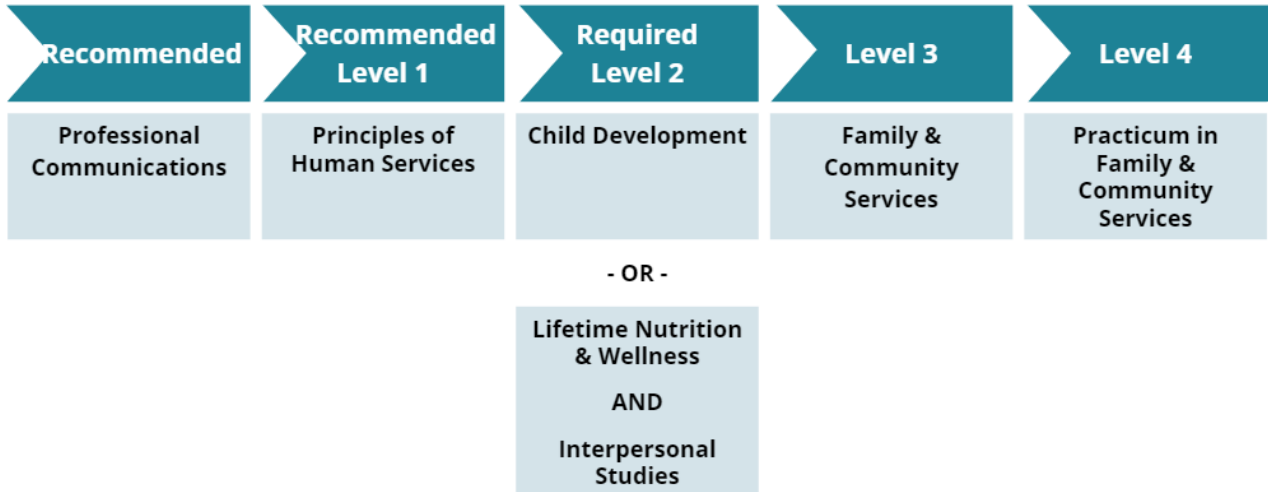 Recommended
Recommended
Level 1
Required
Level 2
Level 3
Level 4
Professional
Communications
Principles of
Human Services
Child Development
Family &
Community
Services
Practicum in
Family &
Community
Services
- OR -
Lifetime Nutrition
& Wellness
AND
Interpersonal
Studies